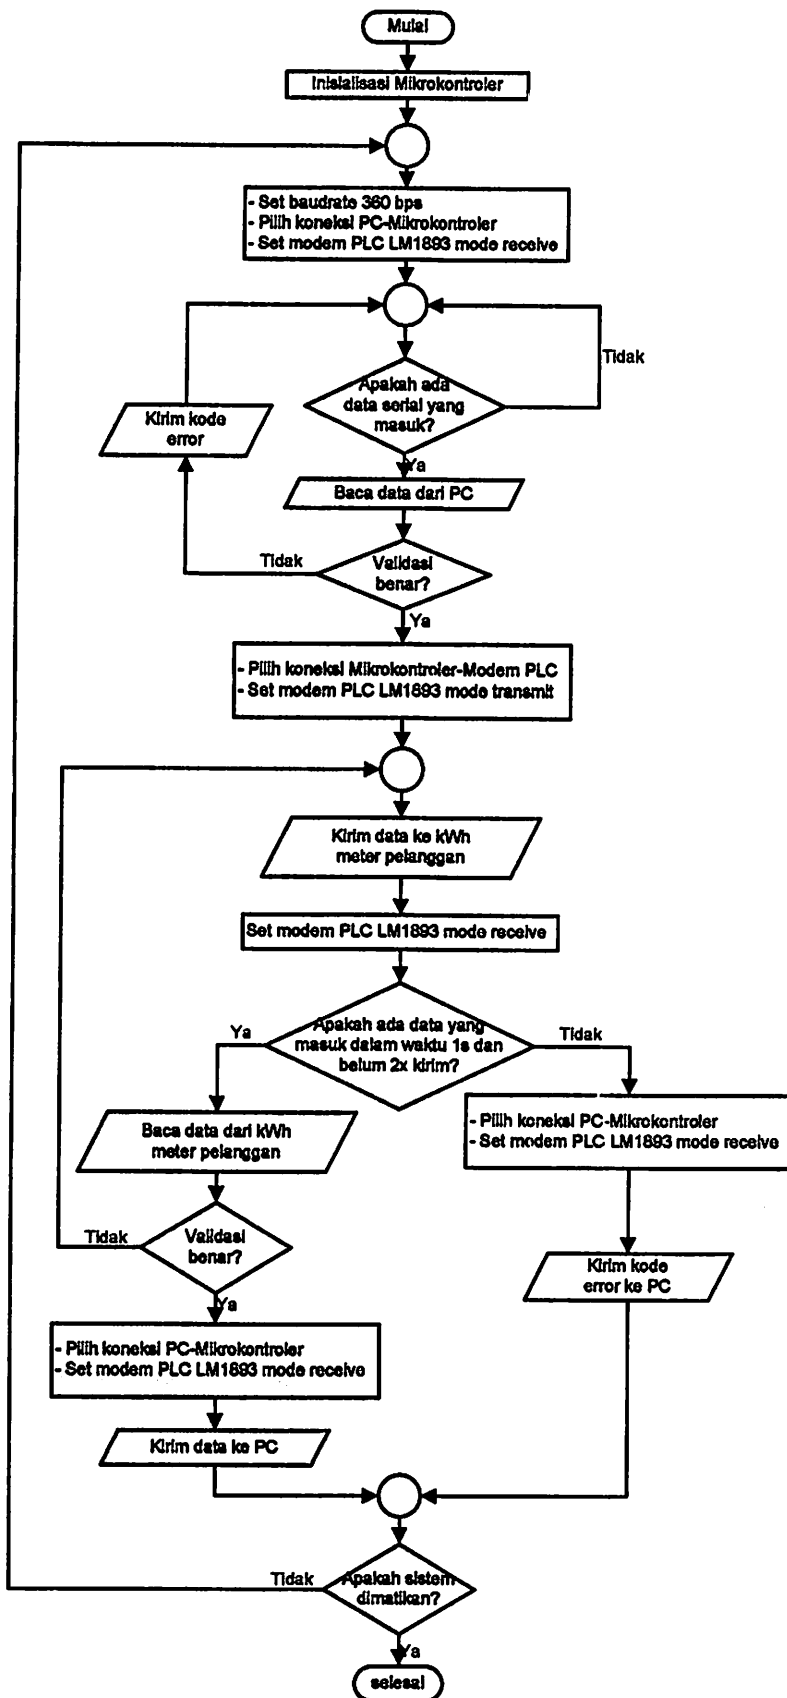 Mulai
Inisialisasi Mikrokontroler
- Set baudrate 360 bps
- Pilih koneksi PC-Mikrokontroler
- Set modem PLC LM1893 mode receive
Tidak
Apakah ada
data serial yang
masuk?
Kirim kode
error
Ya
Baca data dari PC
Tidak
Validasi
benar?
Ya
- Pilih koneksi Mikrokontroler-Modem PLC
- Set modem PLC LM1893 mode transmit
Kirim data ke kWh
meter pelanggan
Set modem PLC LM1893 mode receive
Ya
Apakah ada data yang
masuk dalam waktu 1s dan
belum 2x kirim?
Tidak
Baca data dari kWh
meter pelanggan
- Pilih koneksi PC-Mikrokontroler
- Set modem PLC LM1893 mode receive
Tidak
Validasi
benar?
Kirim kode
error ke PC
Ya
- Pilih koneksi PC-Mikrokontroler
- Set modem PLC LM1893 mode receive
Kirim data ke PC
Tidak
Apakah sistem
dimatikan?
Ya
selesai